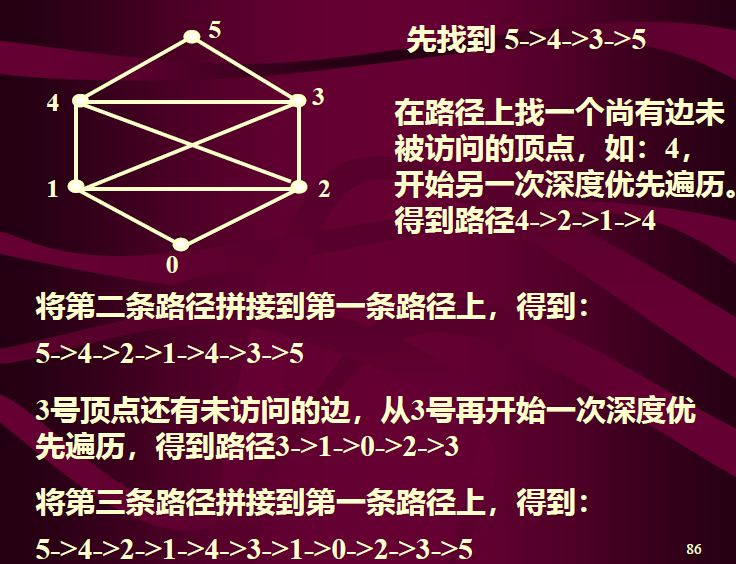 5
4
3
1
2
0
先找到 5->4->3->5
在路径上找一个尚有边未
被访问的顶点，如：4，
开始另一次深度优先遍历。
得到路径4->2->1->4
将第二条路径拼接到第一条路径上，得到：
5->4->2->1->4->3->5
3号顶点还有未访问的边，从3号再开始一次深度优
先遍历，得到路径3->1->0->2->3
将第三条路径拼接到第一条路径上，得到：
5->4->2->1->4->3->1->0->2->3->5
86